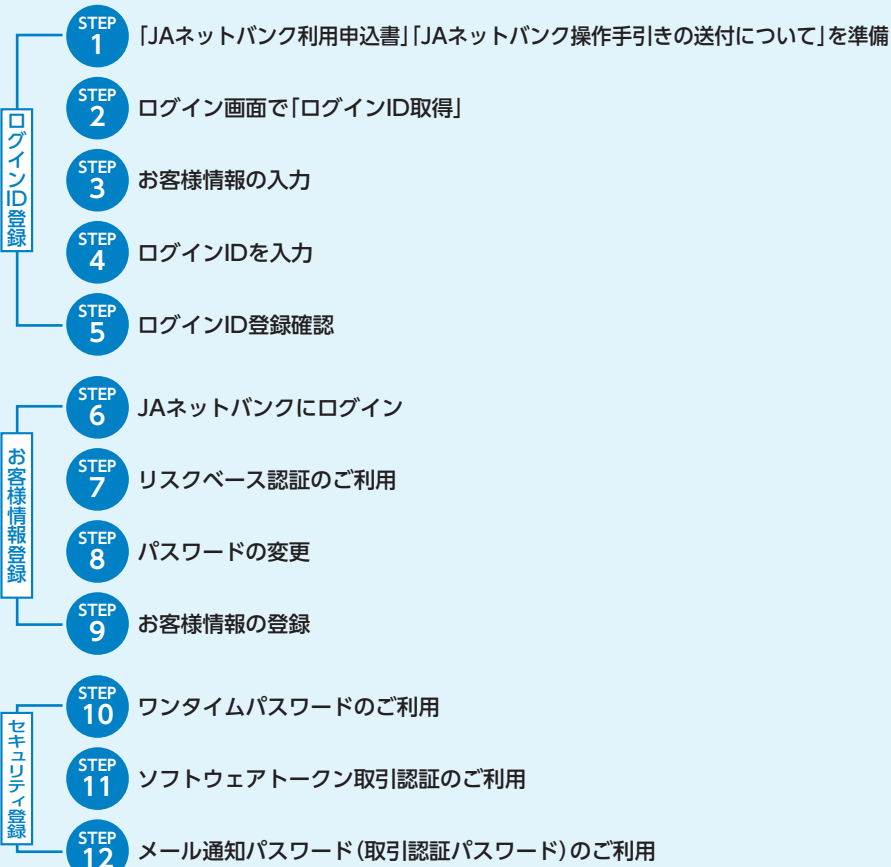 ログインID登録
STEP 1 「JAネットバンク利用申込書」「JAネットバンク操作手引きの送付について」を準備
STEP 2 ログイン画面で「ログインID取得」
STEP 3 お客様情報の入力
STEP 4 ログインIDを入力
STEP 5 ログインID登録確認
お客様情報登録
STEP 6 JAネットバンクにログイン
STEP 7 リスクベース認証のご利用
STEP 8 パスワードの変更
STEP 9 お客様情報の登録
セキュリティ登録
STEP 10 ワンタイムパスワードのご利用
STEP 11 ソフトウェアトークン取引認証のご利用
STEP 12 メール通知パスワード(取引認証パスワード)のご利用